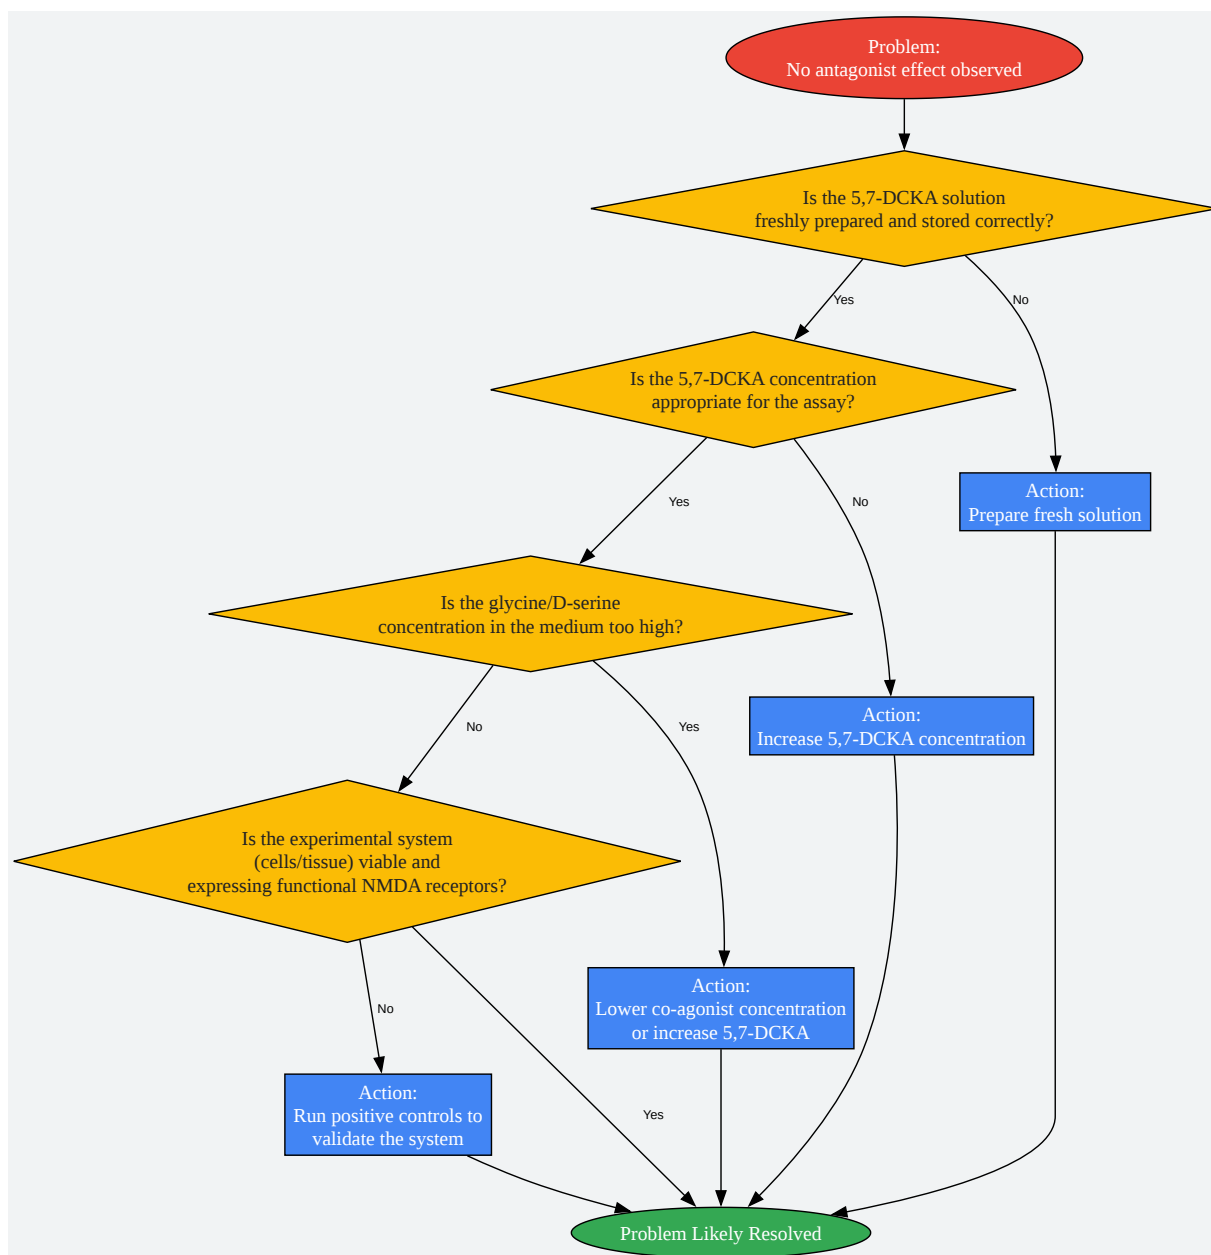 Problem:
No antagonist effect observed
Is the 5,7-DCKA solution
freshly prepared and stored correctly?
Yes
No
Is the 5,7-DCKA concentration
appropriate for the assay?
Action:
Prepare fresh solution
Yes
No
Is the glycine/D-serine
concentration in the medium too high?
Action:
Increase 5,7-DCKA concentration
No
Yes
Is the experimental system
(cells/tissue) viable and
expressing functional NMDA receptors?
Action:
Lower co-agonist concentration
or increase 5,7-DCKA
No
Yes
Action:
Run positive controls to
validate the system
Problem Likely Resolved